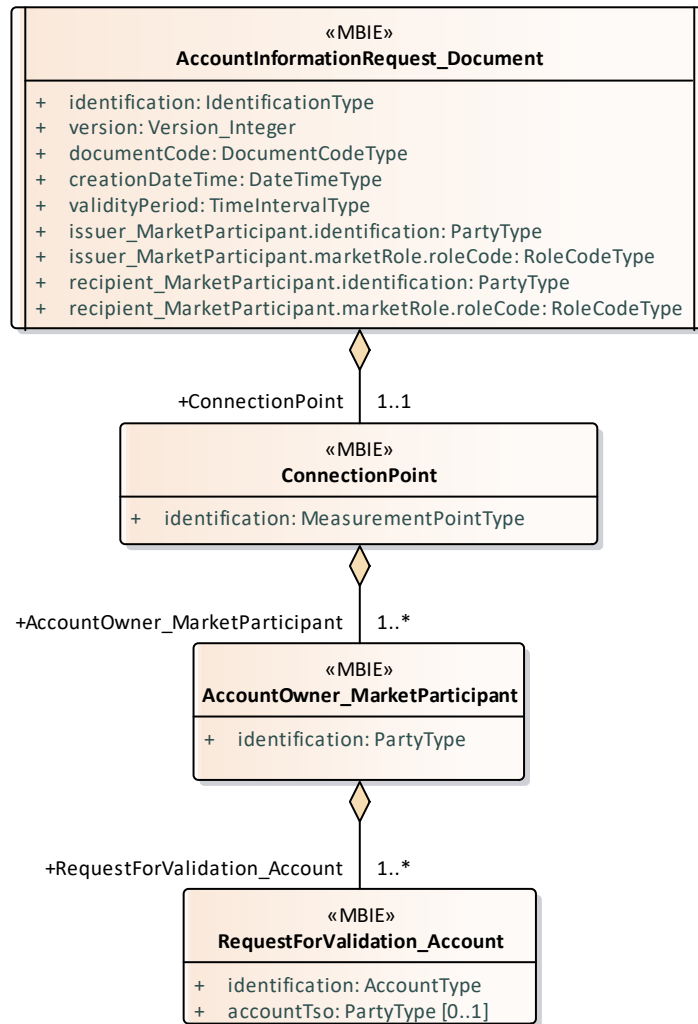 «MBIE»
AccountInformationRequest_Document
+ identification: IdentificationType
+ version: Version_Integer
+ documentCode: DocumentCodeType
+ creationDateTime: DateTimeType
+ validityPeriod: TimeIntervalType
+ issuer_MarketParticipant.identification: PartyType
+ issuer_MarketParticipant.marketRole.roleCode: RoleCodeType
+ recipient_MarketParticipant.identification: PartyType
+ recipient_MarketParticipant.marketRole.roleCode: RoleCodeType
+ConnectionPoint 1..1
«MBIE»
ConnectionPoint
+ identification: MeasurementPointType
+AccountOwner_MarketParticipant 1..*
«MBIE»
AccountOwner_MarketParticipant
+ identification: PartyType
+RequestForValidation_Account 1..*
«MBIE»
RequestForValidation_Account
+ identification: AccountType
+ accountTso: PartyType [0..1]